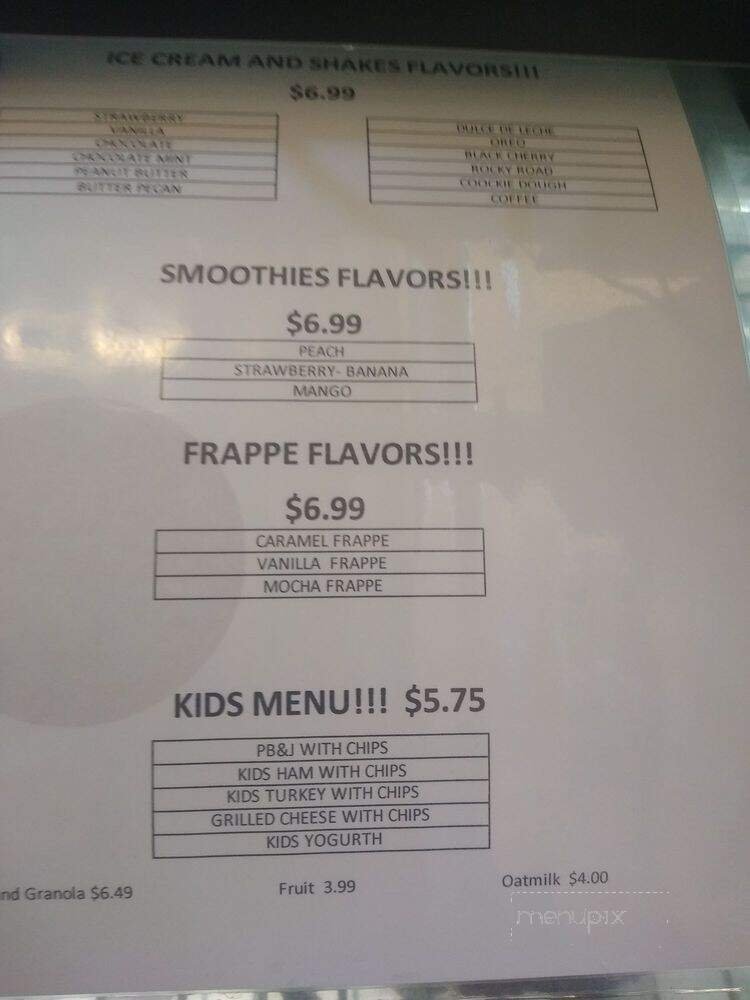 ICE CREAM AND SHAKES FLAVORS!!!
$6.99
STRAWBERRY
VANILLA
CHOCOLATE
CHOCOLATE MINT
PEANUT BUTTER
BUTTER PECAN
DULCE DE LECHE
OREO
BLACK CHERRY
ROCKY ROAD
COOCKIE DOUGH
COFFEE
SMOOTHIES FLAVORS!!!
$6.99
PEACH
STRAWBERRY- BANANA
MANGO
FRAPPE FLAVORS!!!
$6.99
CARAMEL FRAPPE
VANILLA FRAPPE
MOCHA FRAPPE
KIDS MENU!!! $5.75
PB&J WITH CHIPS
KIDS HAM WITH CHIPS
KIDS TURKEY WITH CHIPS
GRILLED CHEESE WITH CHIPS
KIDS YOGURTH
nd Granola $6.49 Fruit 3.99 Oatmilk $4.00
menupix